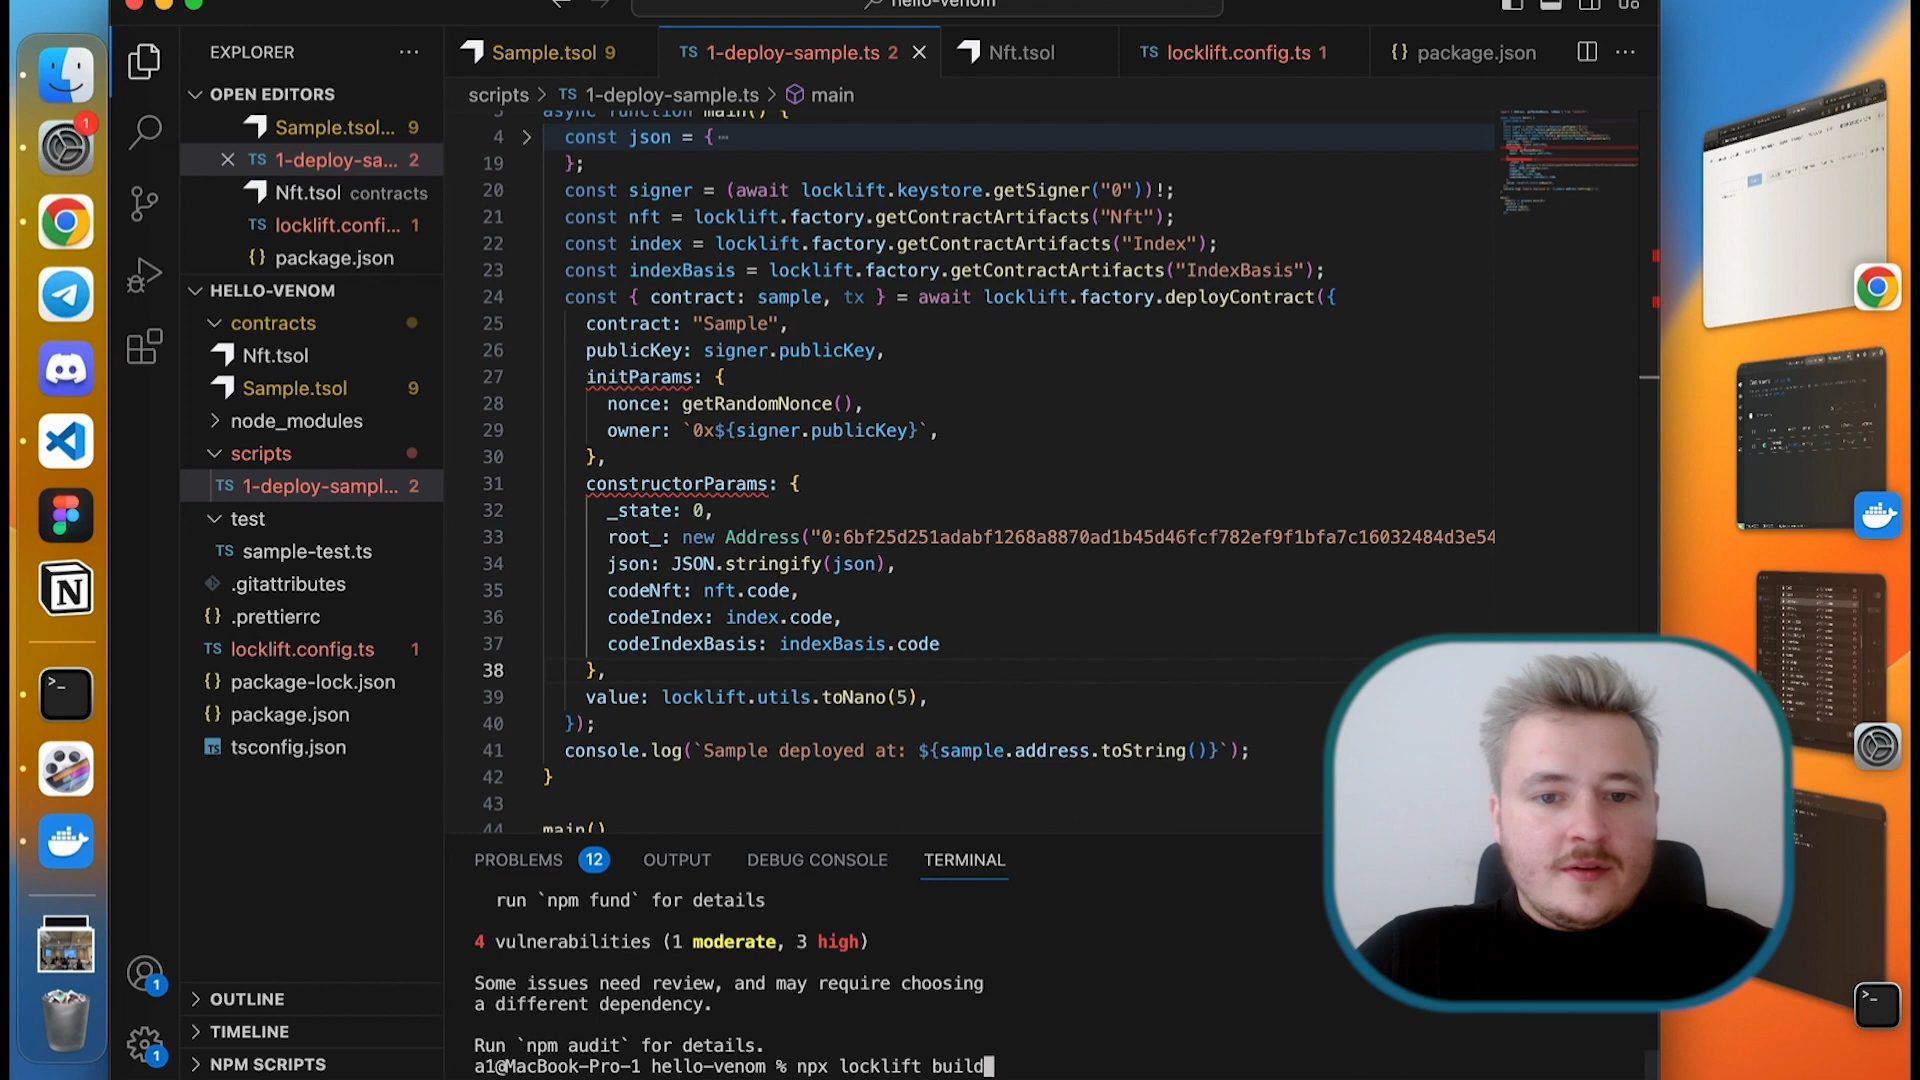 hello-venom
EXPLORER
Sample.tsol 9
TS 1-deploy-sample.ts 2
Nft.tsol
TS locklift.config.ts 1
{} package.json
OPEN EDITORS
Sample.tsol... 9
TS 1-deploy-sa... 2
Nft.tsol contracts
TS locklift.confi... 1
{} package.json
HELLO-VENOM
contracts
Nft.tsol
Sample.tsol 9
node_modules
scripts
TS 1-deploy-sampl... 2
test
TS sample-test.ts
.gitattributes
{} .prettierrc
TS locklift.config.ts 1
{} package-lock.json
{} package.json
TS tsconfig.json
OUTLINE
TIMELINE
NPM SCRIPTS
scripts > TS 1-deploy-sample.ts > main
3 async function main() {
4 const json = { ...
19 };
20 const signer = (await locklift.keystore.getSigner("0"))!;
21 const nft = locklift.factory.getContractArtifacts("Nft");
22 const index = locklift.factory.getContractArtifacts("Index");
23 const indexBasis = locklift.factory.getContractArtifacts("IndexBasis");
24 const { contract: sample, tx } = await locklift.factory.deployContract({
25 contract: "Sample",
26 publicKey: signer.publicKey,
27 initParams: {
28 nonce: getRandomNonce(),
29 owner: `0x${signer.publicKey}`,
30 },
31 constructorParams: {
32 _state: 0,
33 root_: new Address("0:6bf25d251adabf1268a8870ad1b45d46fcf782ef9f1bfa7c16032484d3e54
34 json: JSON.stringify(json),
35 codeNft: nft.code,
36 codeIndex: index.code,
37 codeIndexBasis: indexBasis.code
38 },
39 value: locklift.utils.toNano(5),
40 });
41 console.log(`Sample deployed at: ${sample.address.toString()}`);
42 }
43
44 main()
PROBLEMS 12 OUTPUT DEBUG CONSOLE TERMINAL
run `npm fund` for details
4 vulnerabilities (1 moderate, 3 high)
Some issues need review, and may require choosing
a different dependency.
Run `npm audit` for details.
a1@MacBook-Pro-1 hello-venom % npx locklift build
1
1
1